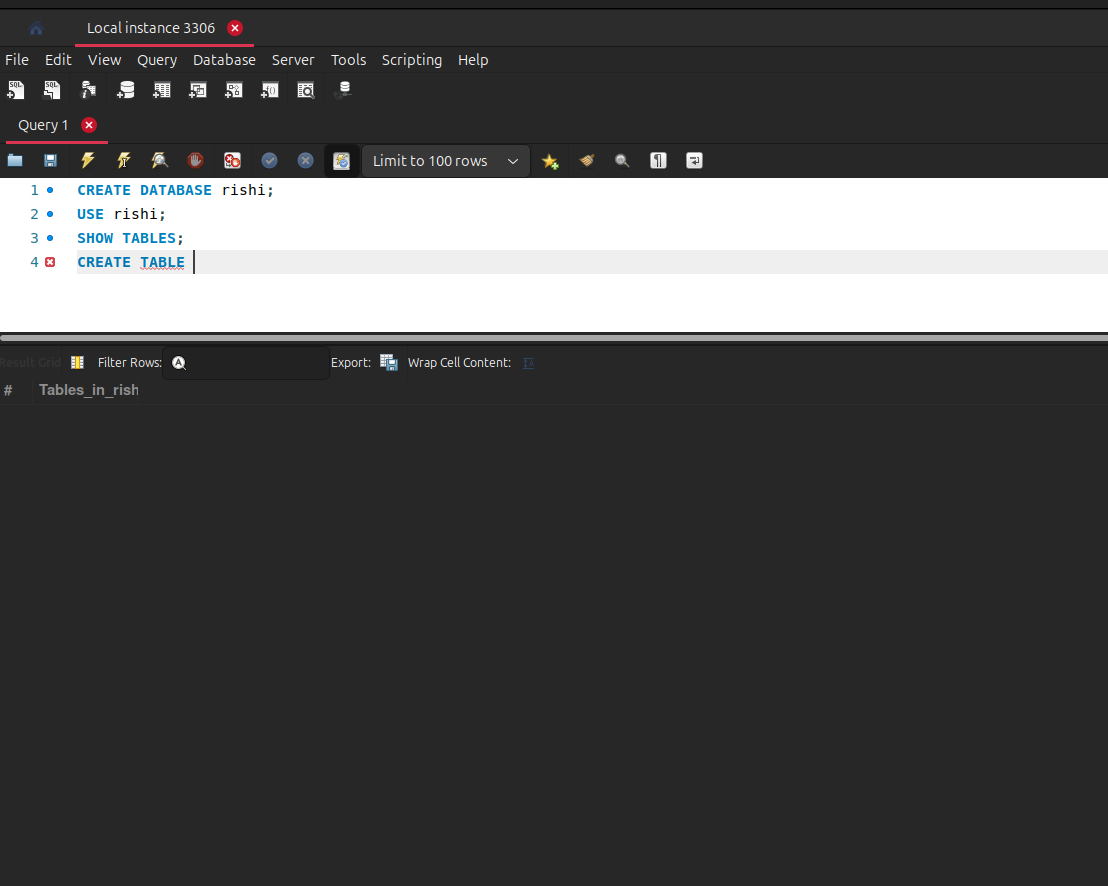 Local instance 3306
File Edit View Query Database Server Tools Scripting Help
Query 1
Limit to 100 rows
1 CREATE DATABASE rishi;
2 USE rishi;
3 SHOW TABLES;
4 CREATE TABLE
Result Grid Filter Rows: Export: Wrap Cell Content:
# Tables_in_rish